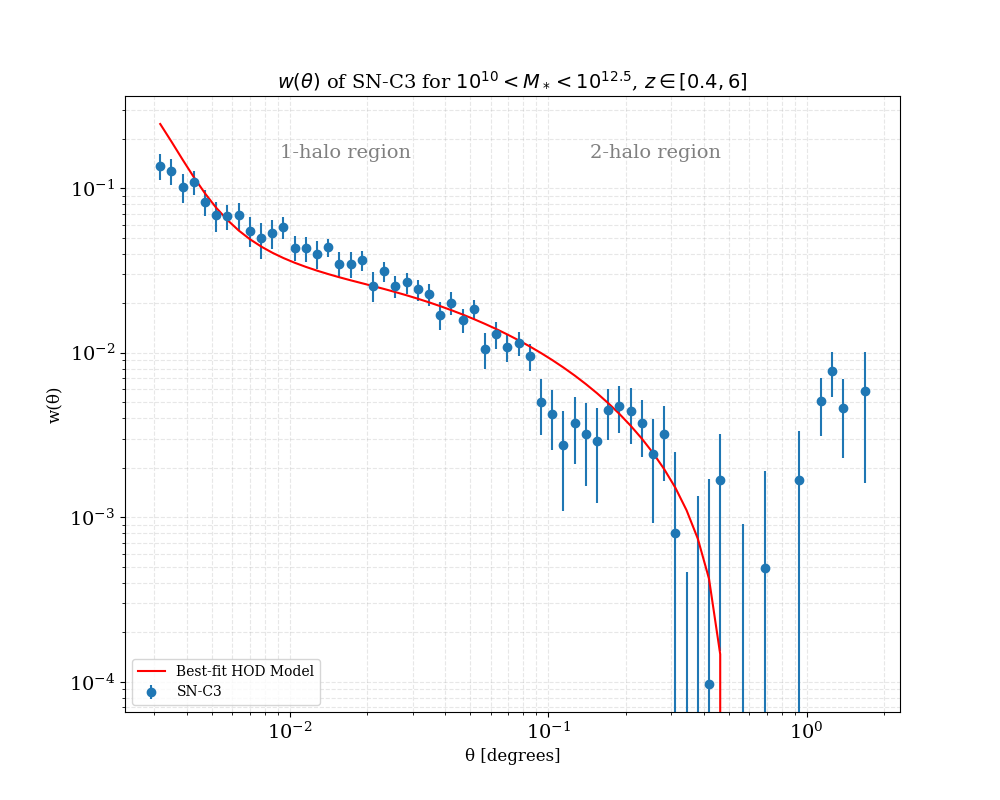 w(θ) of SN-C3 for 10^{10} < M_* < 10^{12.5}, z ∈ [0.4, 6]
1-halo region 2-halo region
10^{-1}
10^{-2}
10^{-3}
10^{-4}
w(θ)
Best-fit HOD Model
SN-C3
10^{-2} 10^{-1} 10^{0}
θ [degrees]